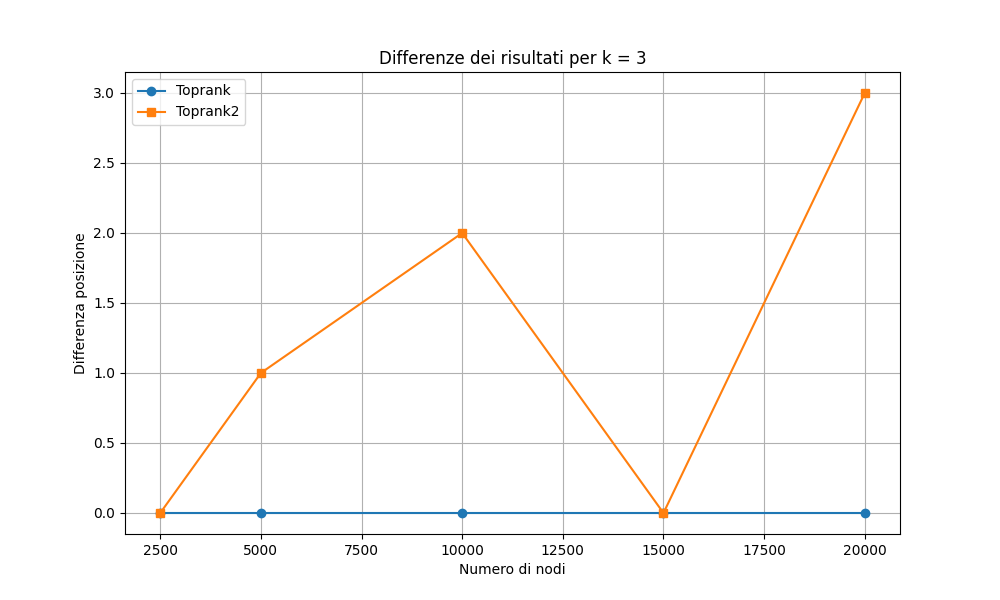 Differenze dei risultati per k = 3
Toprank
Toprank2
Differenza posizione
3.0
2.5
2.0
1.5
1.0
0.5
0.0
2500 5000 7500 10000 12500 15000 17500 20000
Numero di nodi